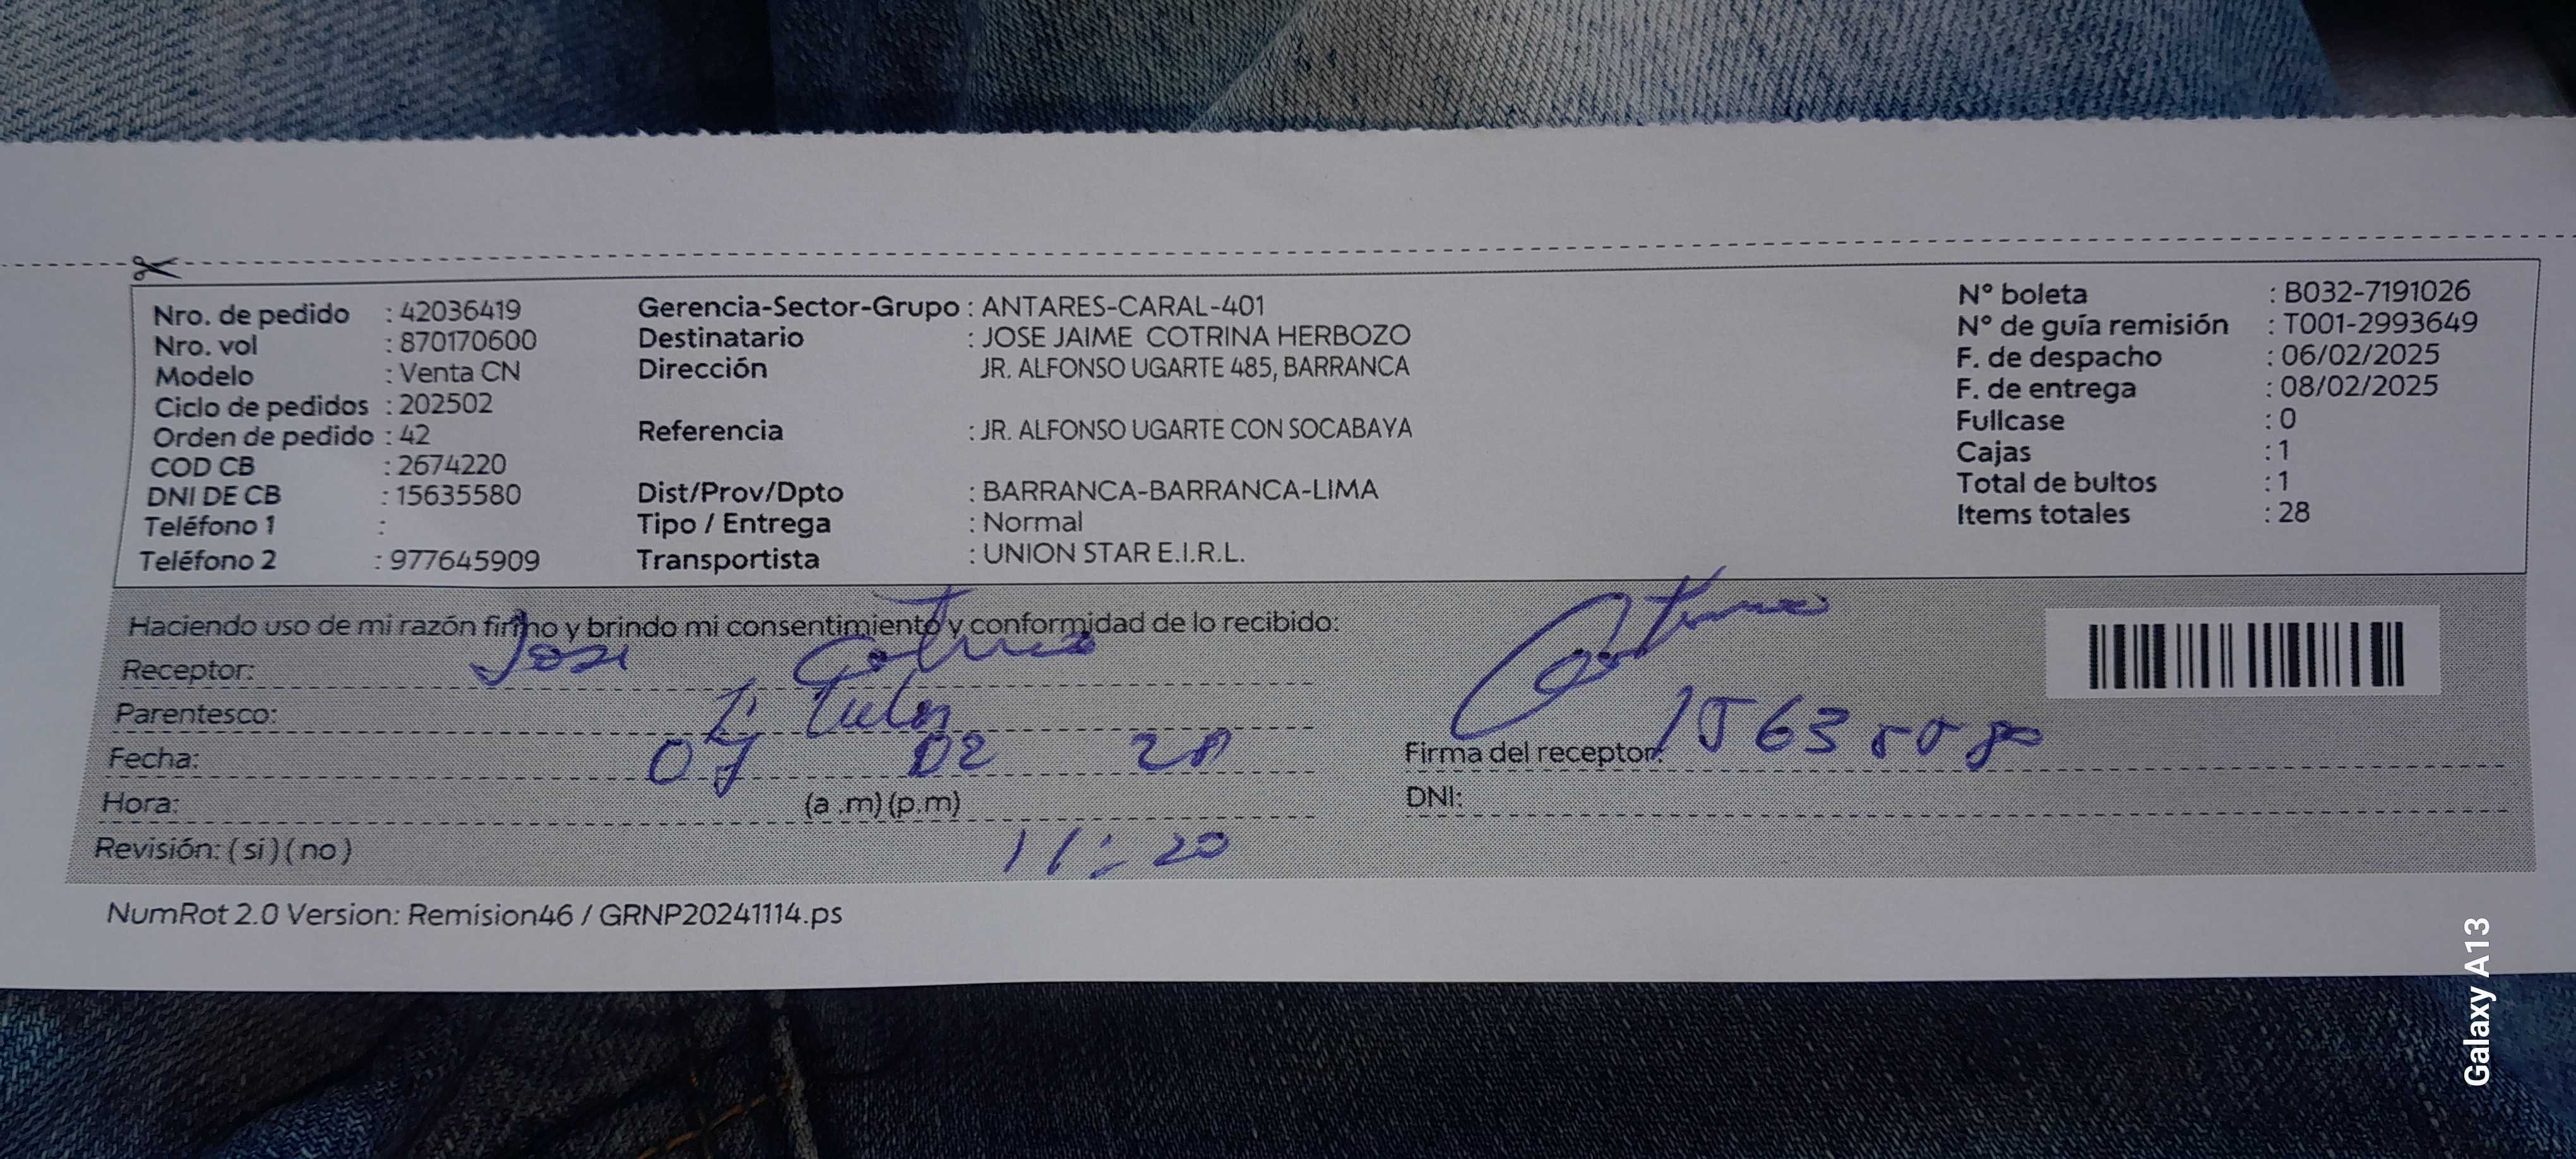 Nro. de pedido : 42036419 Gerencia-Sector-Grupo : ANTARES-CARAL-401 N° boleta : B032-7191026
Nro. vol : 870170600 Destinatario : JOSE JAIME COTRINA HERBOZO N° de guía remisión : T001-2993649
Modelo : Venta CN Dirección JR. ALFONSO UGARTE 485, BARRANCA F. de despacho : 06/02/2025
Ciclo de pedidos : 202502 F. de entrega : 08/02/2025
Orden de pedido : 42 Referencia : JR. ALFONSO UGARTE CON SOCABAYA Fullcase : 0
COD CB : 2674220 Cajas : 1
DNI DE CB : 15635580 Dist/Prov/Dpto : BARRANCA-BARRANCA-LIMA Total de bultos : 1
Teléfono 1 : Tipo / Entrega : Normal Items totales : 28
Teléfono 2 : 977645909 Transportista : UNION STAR E.I.R.L.
Haciendo uso de mi razón firmo y brindo mi consentimiento y conformidad de lo recibido:
Receptor: Jose Cotrina
Parentesco: Titular
Fecha: 07 02 Firma del receptor: 15635580
Hora: (a .m) (p.m) DNI:
Revisión: ( si ) ( no ) 11:20
NumRot 2.0 Version: Remision46 / GRNP20241114.ps
Galaxy A13